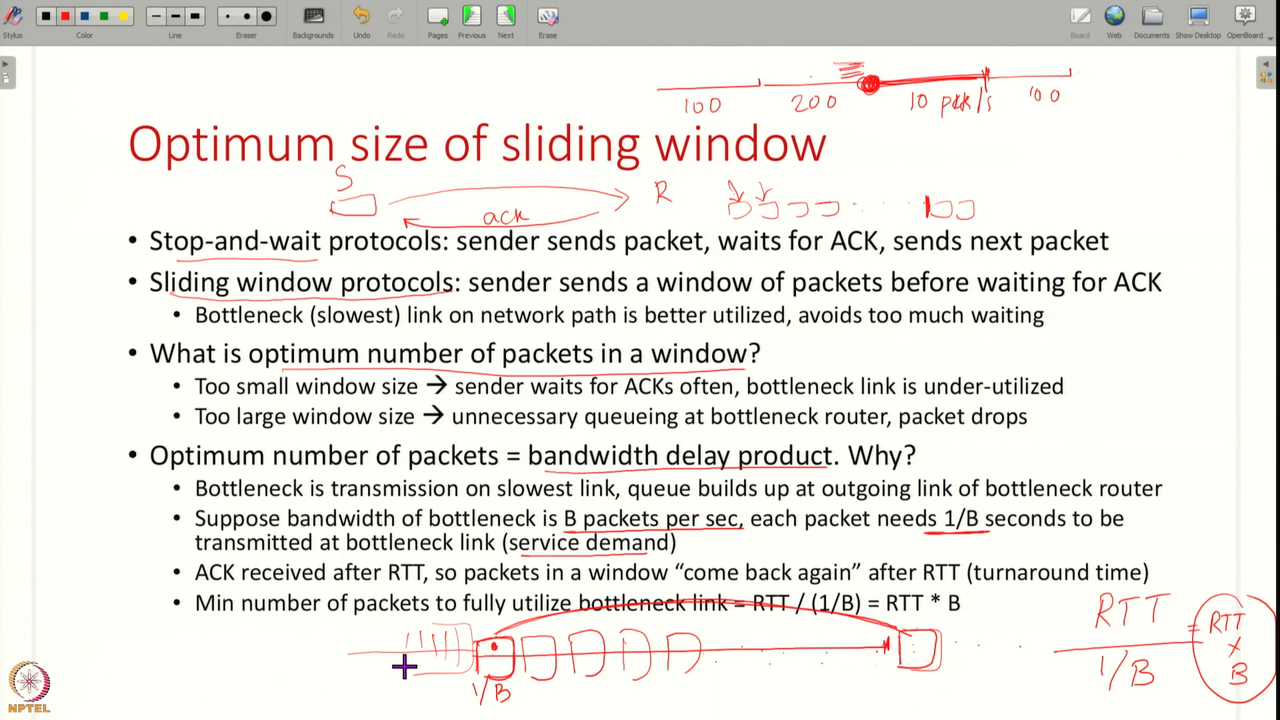 Stylus
Color
Line
Eraser
Backgrounds
Undo
Redo
Pages
Previous
Next
Erase
Board
Web
Documents
Show Desktop
OpenBoard
100 200 10 pkk/s 100
Optimum size of sliding window
S R
ack
• Stop-and-wait protocols: sender sends packet, waits for ACK, sends next packet
• Sliding window protocols: sender sends a window of packets before waiting for ACK
• Bottleneck (slowest) link on network path is better utilized, avoids too much waiting
• What is optimum number of packets in a window?
• Too small window size → sender waits for ACKs often, bottleneck link is under-utilized
• Too large window size → unnecessary queueing at bottleneck router, packet drops
• Optimum number of packets = bandwidth delay product. Why?
• Bottleneck is transmission on slowest link, queue builds up at outgoing link of bottleneck router
• Suppose bandwidth of bottleneck is B packets per sec, each packet needs 1/B seconds to be
transmitted at bottleneck link (service demand)
• ACK received after RTT, so packets in a window “come back again” after RTT (turnaround time)
• Min number of packets to fully utilize bottleneck link = RTT / (1/B) = RTT * B
1/B
RTT
1/B
= RTT
x
B
NPTEL